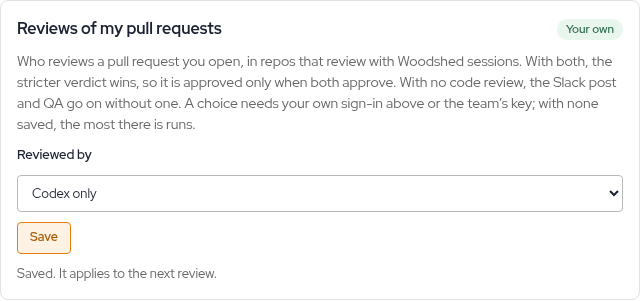 Reviews of my pull requests
Your own
Who reviews a pull request you open, in repos that review with Woodshed sessions. With both, the
stricter verdict wins, so it is approved only when both approve. With no code review, the Slack post
and QA go on without one. A choice needs your own sign-in above or the team’s key; with none
saved, the most there is runs.
Reviewed by
Codex only
Save
Saved. It applies to the next review.